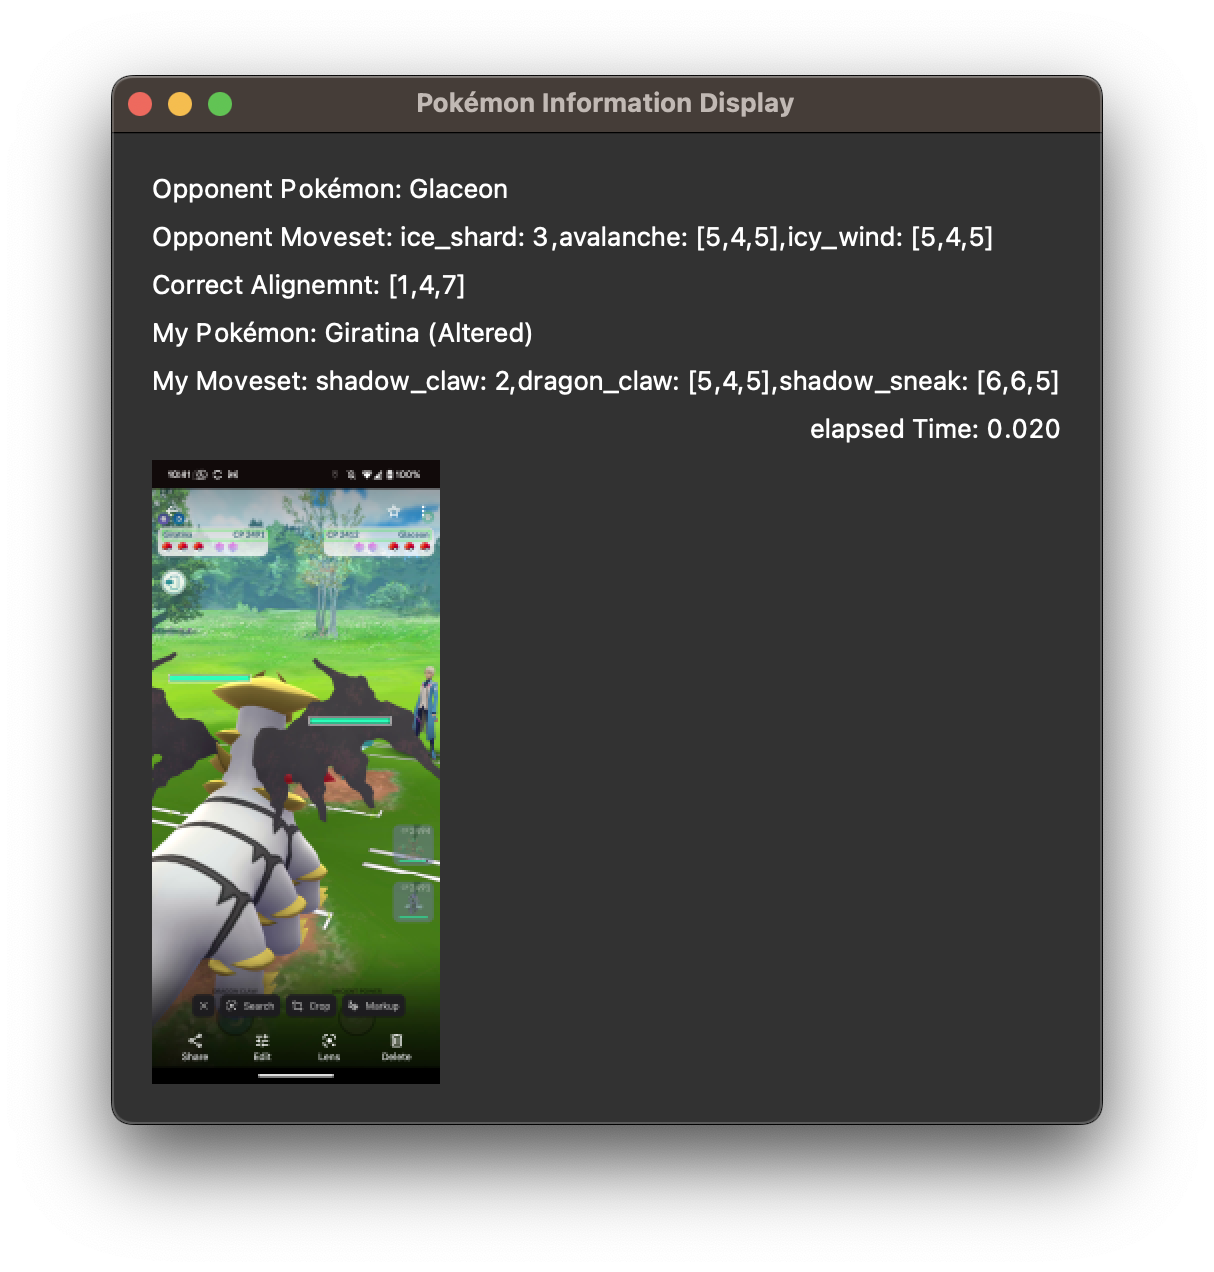 Pokémon Information Display
Opponent Pokémon: Glaceon
Opponent Moveset: ice_shard: 3,avalanche: [5,4,5],icy_wind: [5,4,5]
Correct Alignemnt: [1,4,7]
My Pokémon: Giratina (Altered)
My Moveset: shadow_claw: 2,dragon_claw: [5,4,5],shadow_sneak: [6,6,5]
elapsed Time: 0.020
10:41 100%
Giratina CP 3491 CP 3412 Glaceon
Search Crop Markup
Share Edit Lens Delete